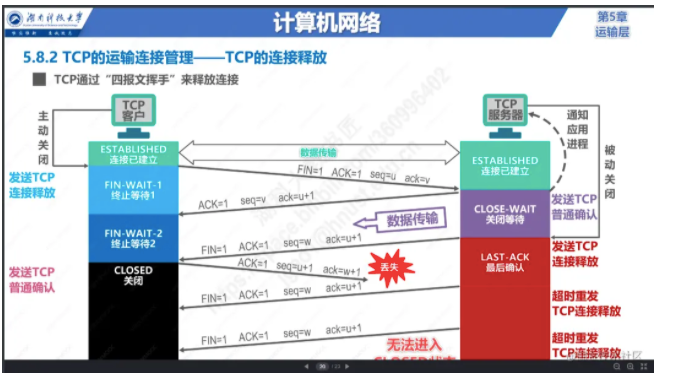 湖南科技大学
计算机网络
第5章
运输层
5.8.2 TCP的运输连接管理——TCP的连接释放
TCP通过“四报文挥手”来释放连接
主动关闭
TCP
客户
TCP
服务器
通知
应用
进程
被动关闭
ESTABLISHED
连接已建立
数据传输
ESTABLISHED
连接已建立
发送TCP
连接释放
FIN=1 ACK=1 seq=u ack=v
FIN-WAIT-1
终止等待1
ACK=1 seq=v ack=u+1
CLOSE-WAIT
关闭等待
发送TCP
普通确认
数据传输
FIN-WAIT-2
终止等待2
FIN=1 ACK=1 seq=w ack=u+1
LAST-ACK
最后确认
发送TCP
连接释放
发送TCP
普通确认
CLOSED
关闭
ACK=1 seq=u+1 ack=w+1
丢失
FIN=1 ACK=1 seq=w ack=u+1
超时重发
TCP连接释放
FIN=1 ACK=1 seq=w ack=u+1
无法进入
超时重发
TCP连接释放